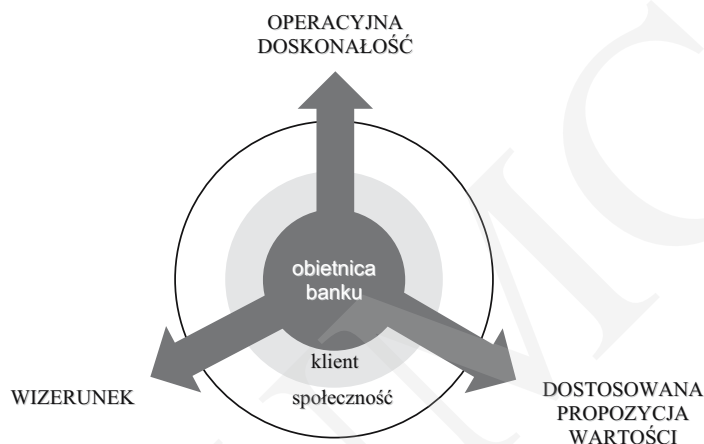 OPERACYJNA
DOSKONAŁOŚĆ
obietnica
banku
klient
społeczność
WIZERUNEK
DOSTOSOWANA
PROPOZYCJA
WARTOŚCI